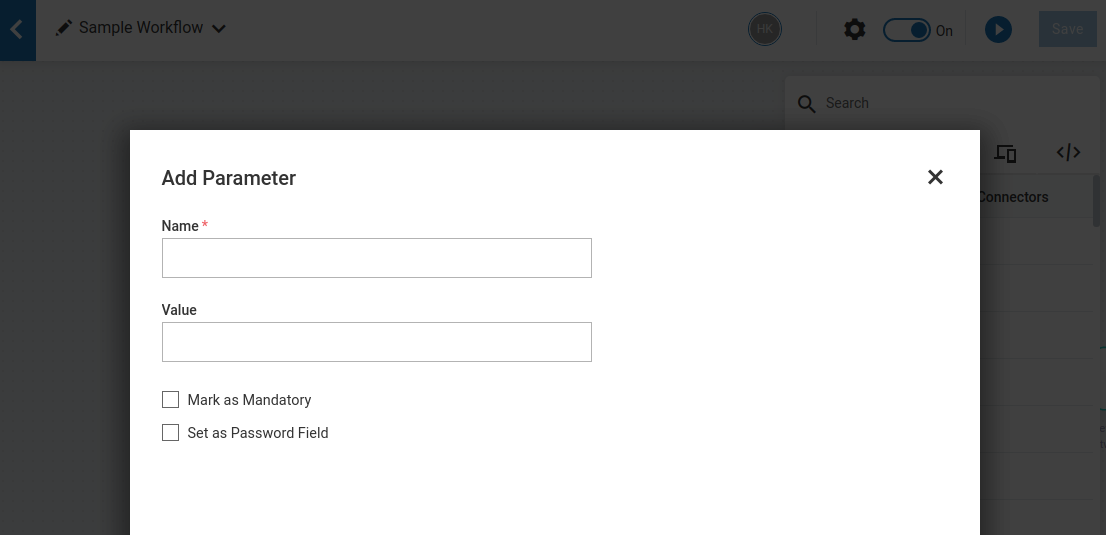 Sample Workflow
HK
On
Save
Search
Connectors
Add Parameter
Name *
Value
Mark as Mandatory
Set as Password Field